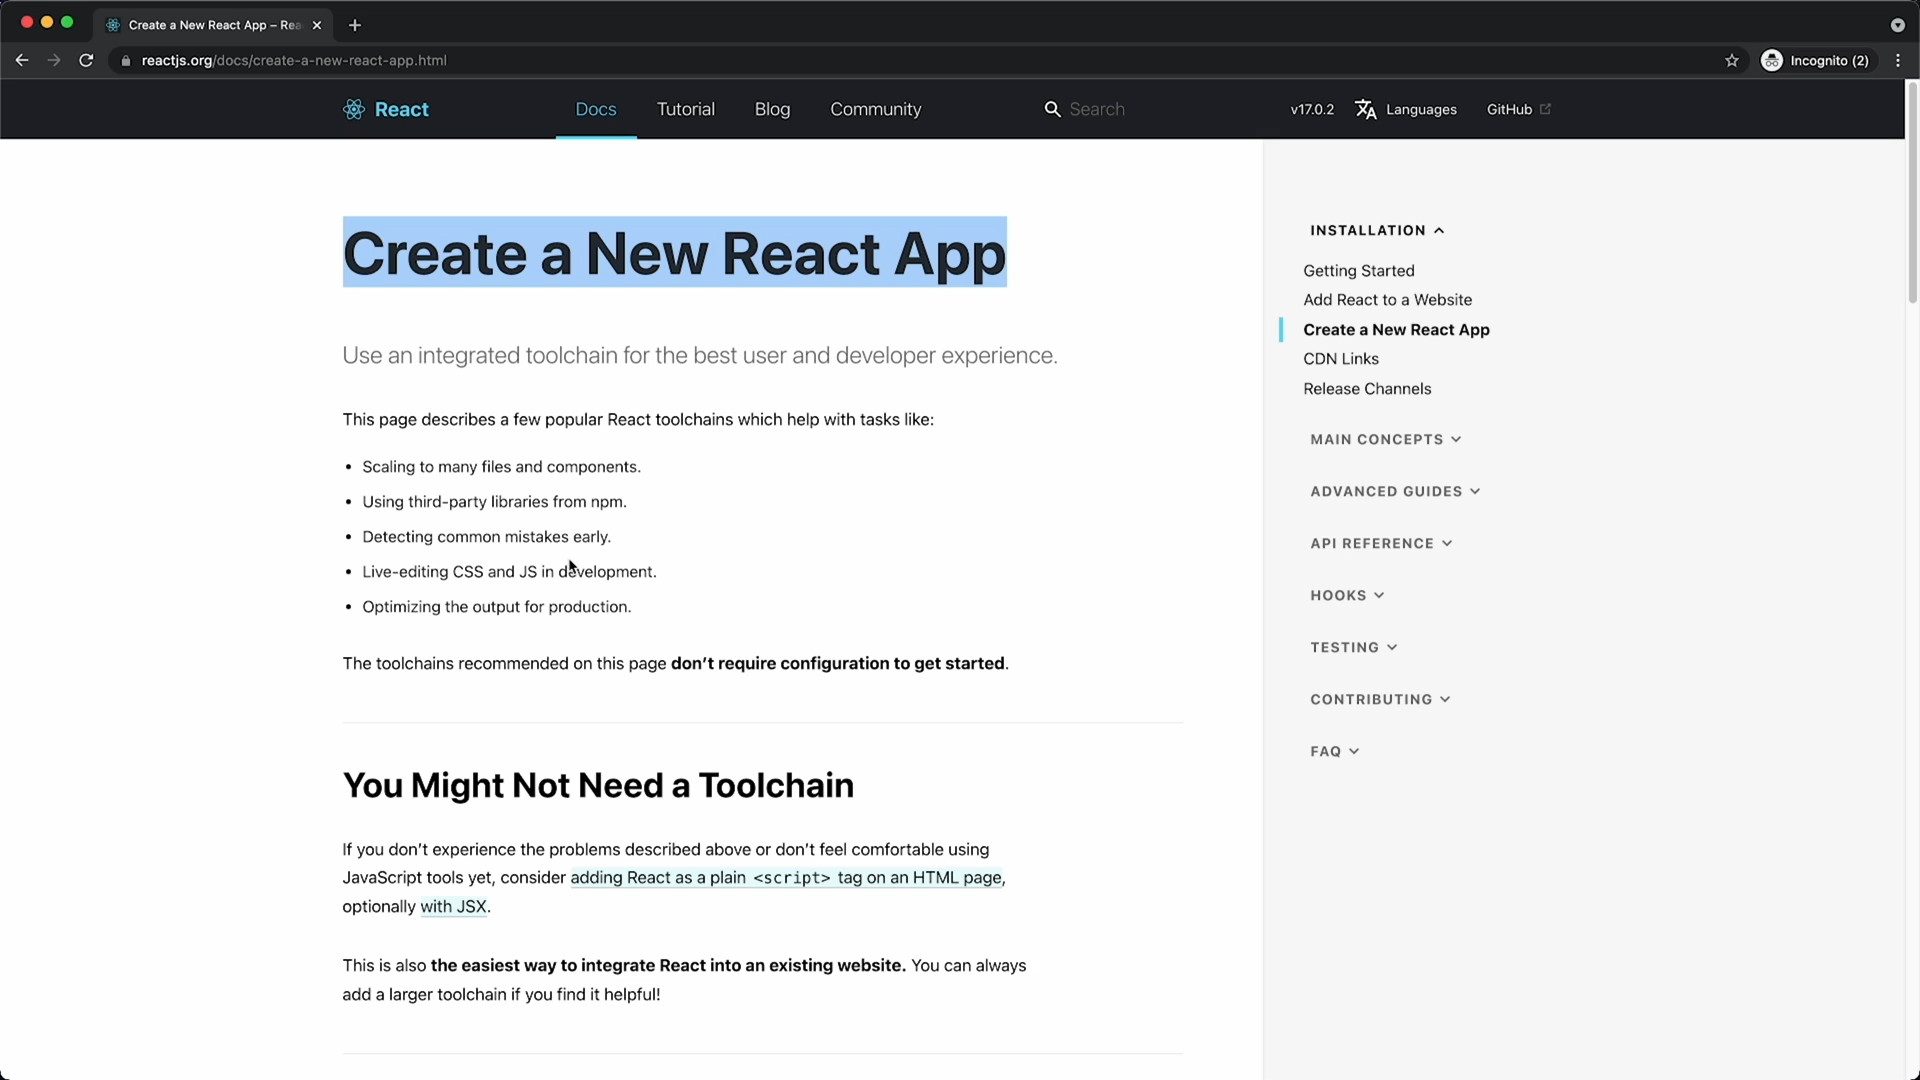 Create a New React App – Rea
reactjs.org/docs/create-a-new-react-app.html
Incognito (2)
React
Docs
Tutorial
Blog
Community
Search
v17.0.2
Languages
GitHub
Create a New React App
Use an integrated toolchain for the best user and developer experience.
This page describes a few popular React toolchains which help with tasks like:
• Scaling to many files and components.
• Using third-party libraries from npm.
• Detecting common mistakes early.
• Live-editing CSS and JS in development.
• Optimizing the output for production.
The toolchains recommended on this page don’t require configuration to get started.
You Might Not Need a Toolchain
If you don’t experience the problems described above or don’t feel comfortable using
JavaScript tools yet, consider adding React as a plain <script> tag on an HTML page,
optionally with JSX.
This is also the easiest way to integrate React into an existing website. You can always
add a larger toolchain if you find it helpful!
INSTALLATION
Getting Started
Add React to a Website
Create a New React App
CDN Links
Release Channels
MAIN CONCEPTS
ADVANCED GUIDES
API REFERENCE
HOOKS
TESTING
CONTRIBUTING
FAQ